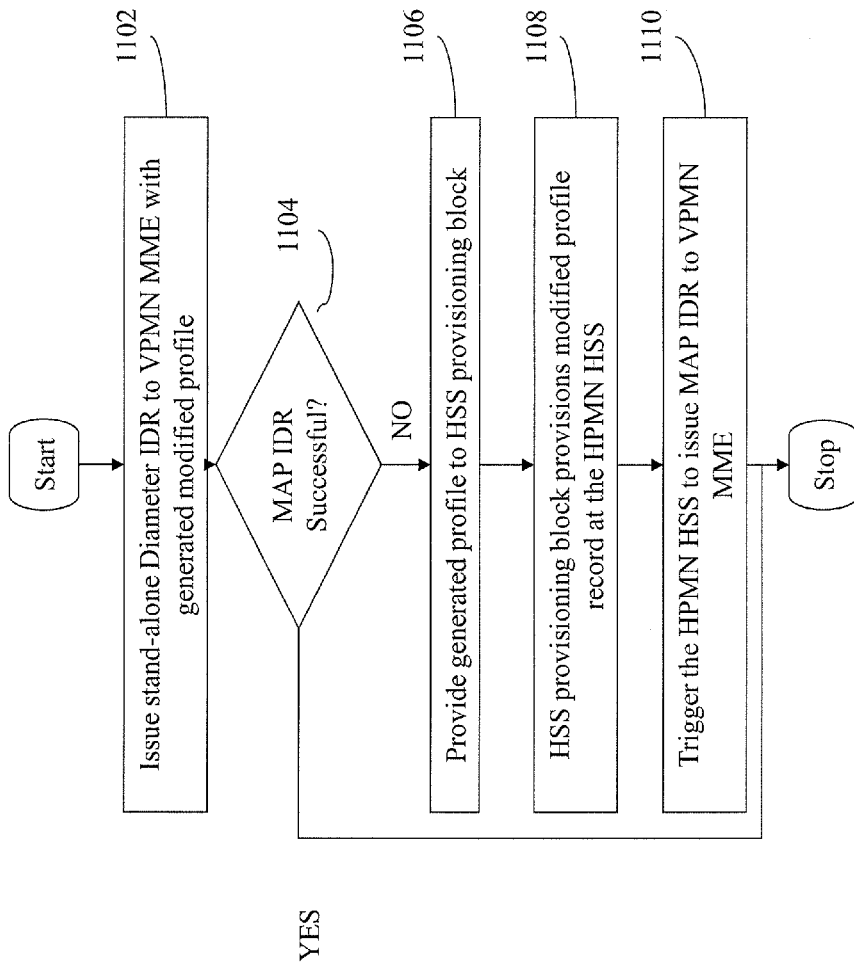 Start
Issue stand-alone Diameter IDR to VPMN MME with
generated modified profile
1102
MAP IDR
Successful?
1104
YES
NO
Provide generated profile to HSS provisioning block
1106
HSS provisioning block provisions modified profile
record at the HPMN HSS
1108
Trigger the HPMN HSS to issue MAP IDR to VPMN
MME
1110
Stop